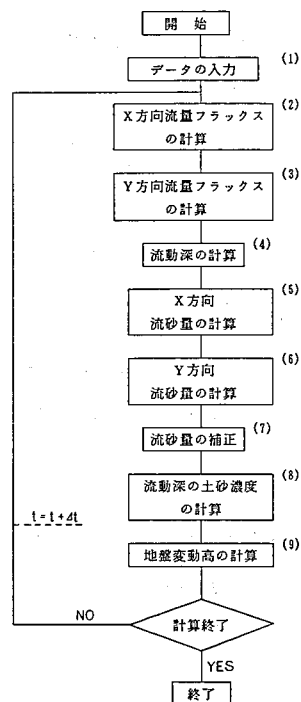 開始
(1)
データの入力
(2)
X方向流量フラックス
の計算
(3)
Y方向流量フラックス
の計算
(4)
流動深の計算
(5)
X方向
流砂量の計算
(6)
Y方向
流砂量の計算
(7)
流砂量の補正
(8)
流動深の土砂濃度
の計算
t=t+Δt
(9)
地盤変動高の計算
NO
計算終了
YES
終了